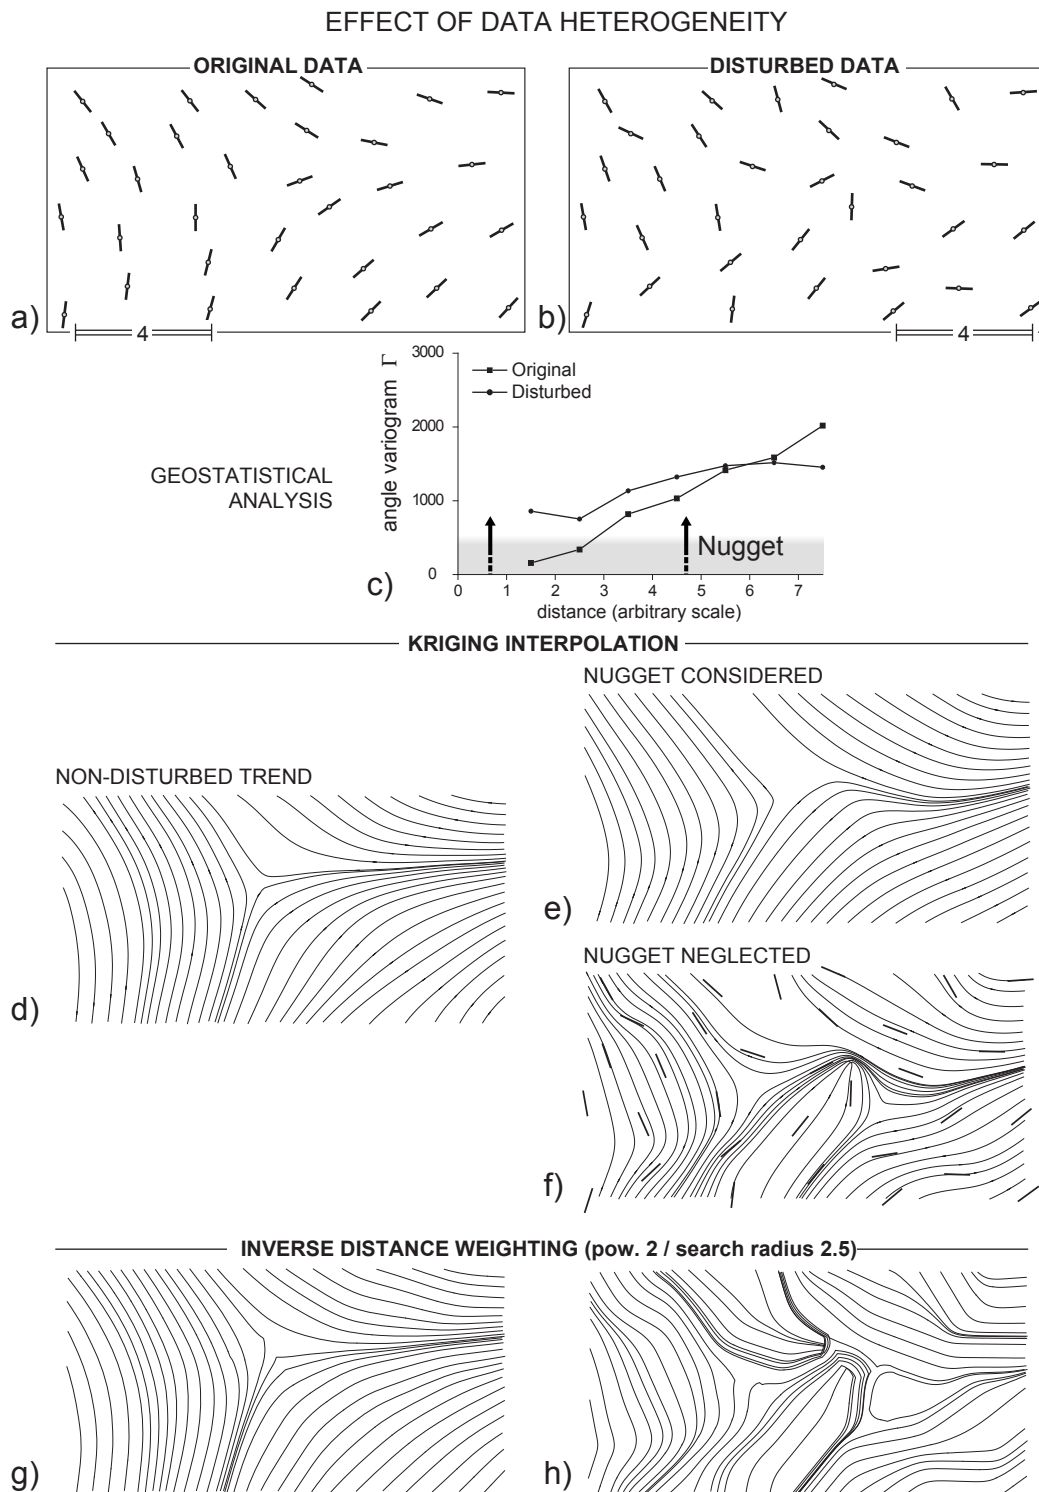 EFFECT OF DATA HETEROGENEITY
ORIGINAL DATA
DISTURBED DATA
a)
4
b)
4
GEOSTATISTICAL
ANALYSIS
c)
angle variogram Γ
3000
2000
1000
0
Original
Disturbed
Nugget
0 1 2 3 4 5 6 7
distance (arbitrary scale)
KRIGING INTERPOLATION
NUGGET CONSIDERED
NON-DISTURBED TREND
e)
NUGGET NEGLECTED
d)
f)
INVERSE DISTANCE WEIGHTING (pow. 2 / search radius 2.5)
g)
h)